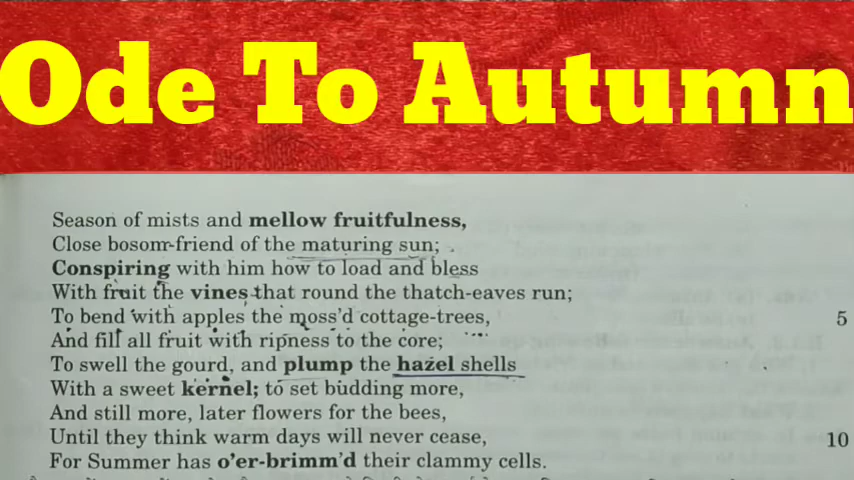 Ode To Autumn
Season of mists and mellow fruitfulness,
Close bosom-friend of the maturing sun;
Conspiring with him how to load and bless
With fruit the vines that round the thatch-eaves run;
To bend with apples the moss'd cottage-trees, 5
And fill all fruit with ripness to the core;
To swell the gourd, and plump the hazel shells
With a sweet kernel; to set budding more,
And still more, later flowers for the bees,
Until they think warm days will never cease, 10
For Summer has o'er-brimm'd their clammy cells.